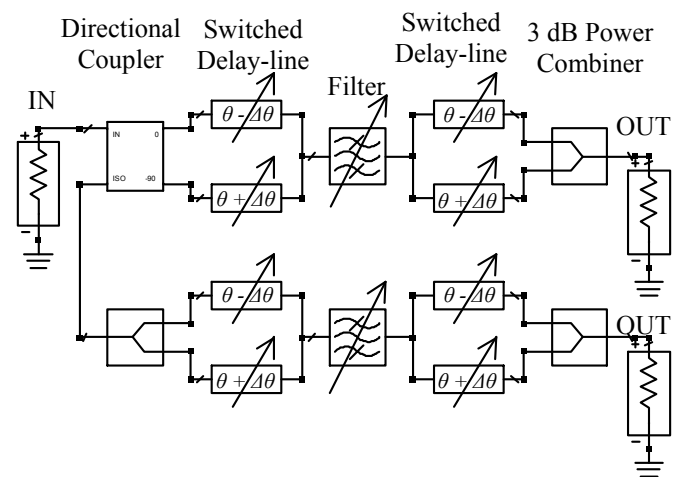 Directional
Coupler
Switched
Delay-line
Filter
Switched
Delay-line
3 dB Power
Combiner
IN
OUT
+
-
IN
0
ISO
-90
θ - Δθ
θ + Δθ
θ - Δθ
θ + Δθ
+
-
θ - Δθ
θ + Δθ
θ - Δθ
θ + Δθ
OUT
+
-